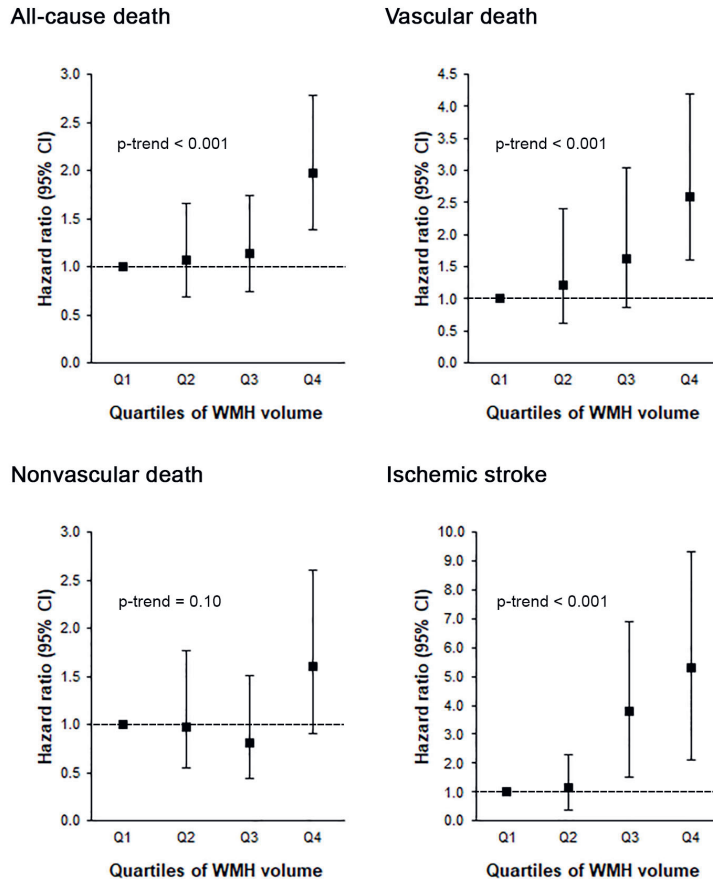 All-cause death
Hazard ratio (95% CI)
3.0
2.5
2.0
1.5
1.0
0.5
0.0
p-trend < 0.001
Q1 Q2 Q3 Q4
Quartiles of WMH volume
Vascular death
Hazard ratio (95% CI)
4.5
4.0
3.5
3.0
2.5
2.0
1.5
1.0
0.5
0.0
p-trend < 0.001
Q1 Q2 Q3 Q4
Quartiles of WMH volume
Nonvascular death
Hazard ratio (95% CI)
3.0
2.5
2.0
1.5
1.0
0.5
0.0
p-trend = 0.10
Q1 Q2 Q3 Q4
Quartiles of WMH volume
Ischemic stroke
Hazard ratio (95% CI)
10.0
9.0
8.0
7.0
6.0
5.0
4.0
3.0
2.0
1.0
0.0
p-trend < 0.001
Q1 Q2 Q3 Q4
Quartiles of WMH volume